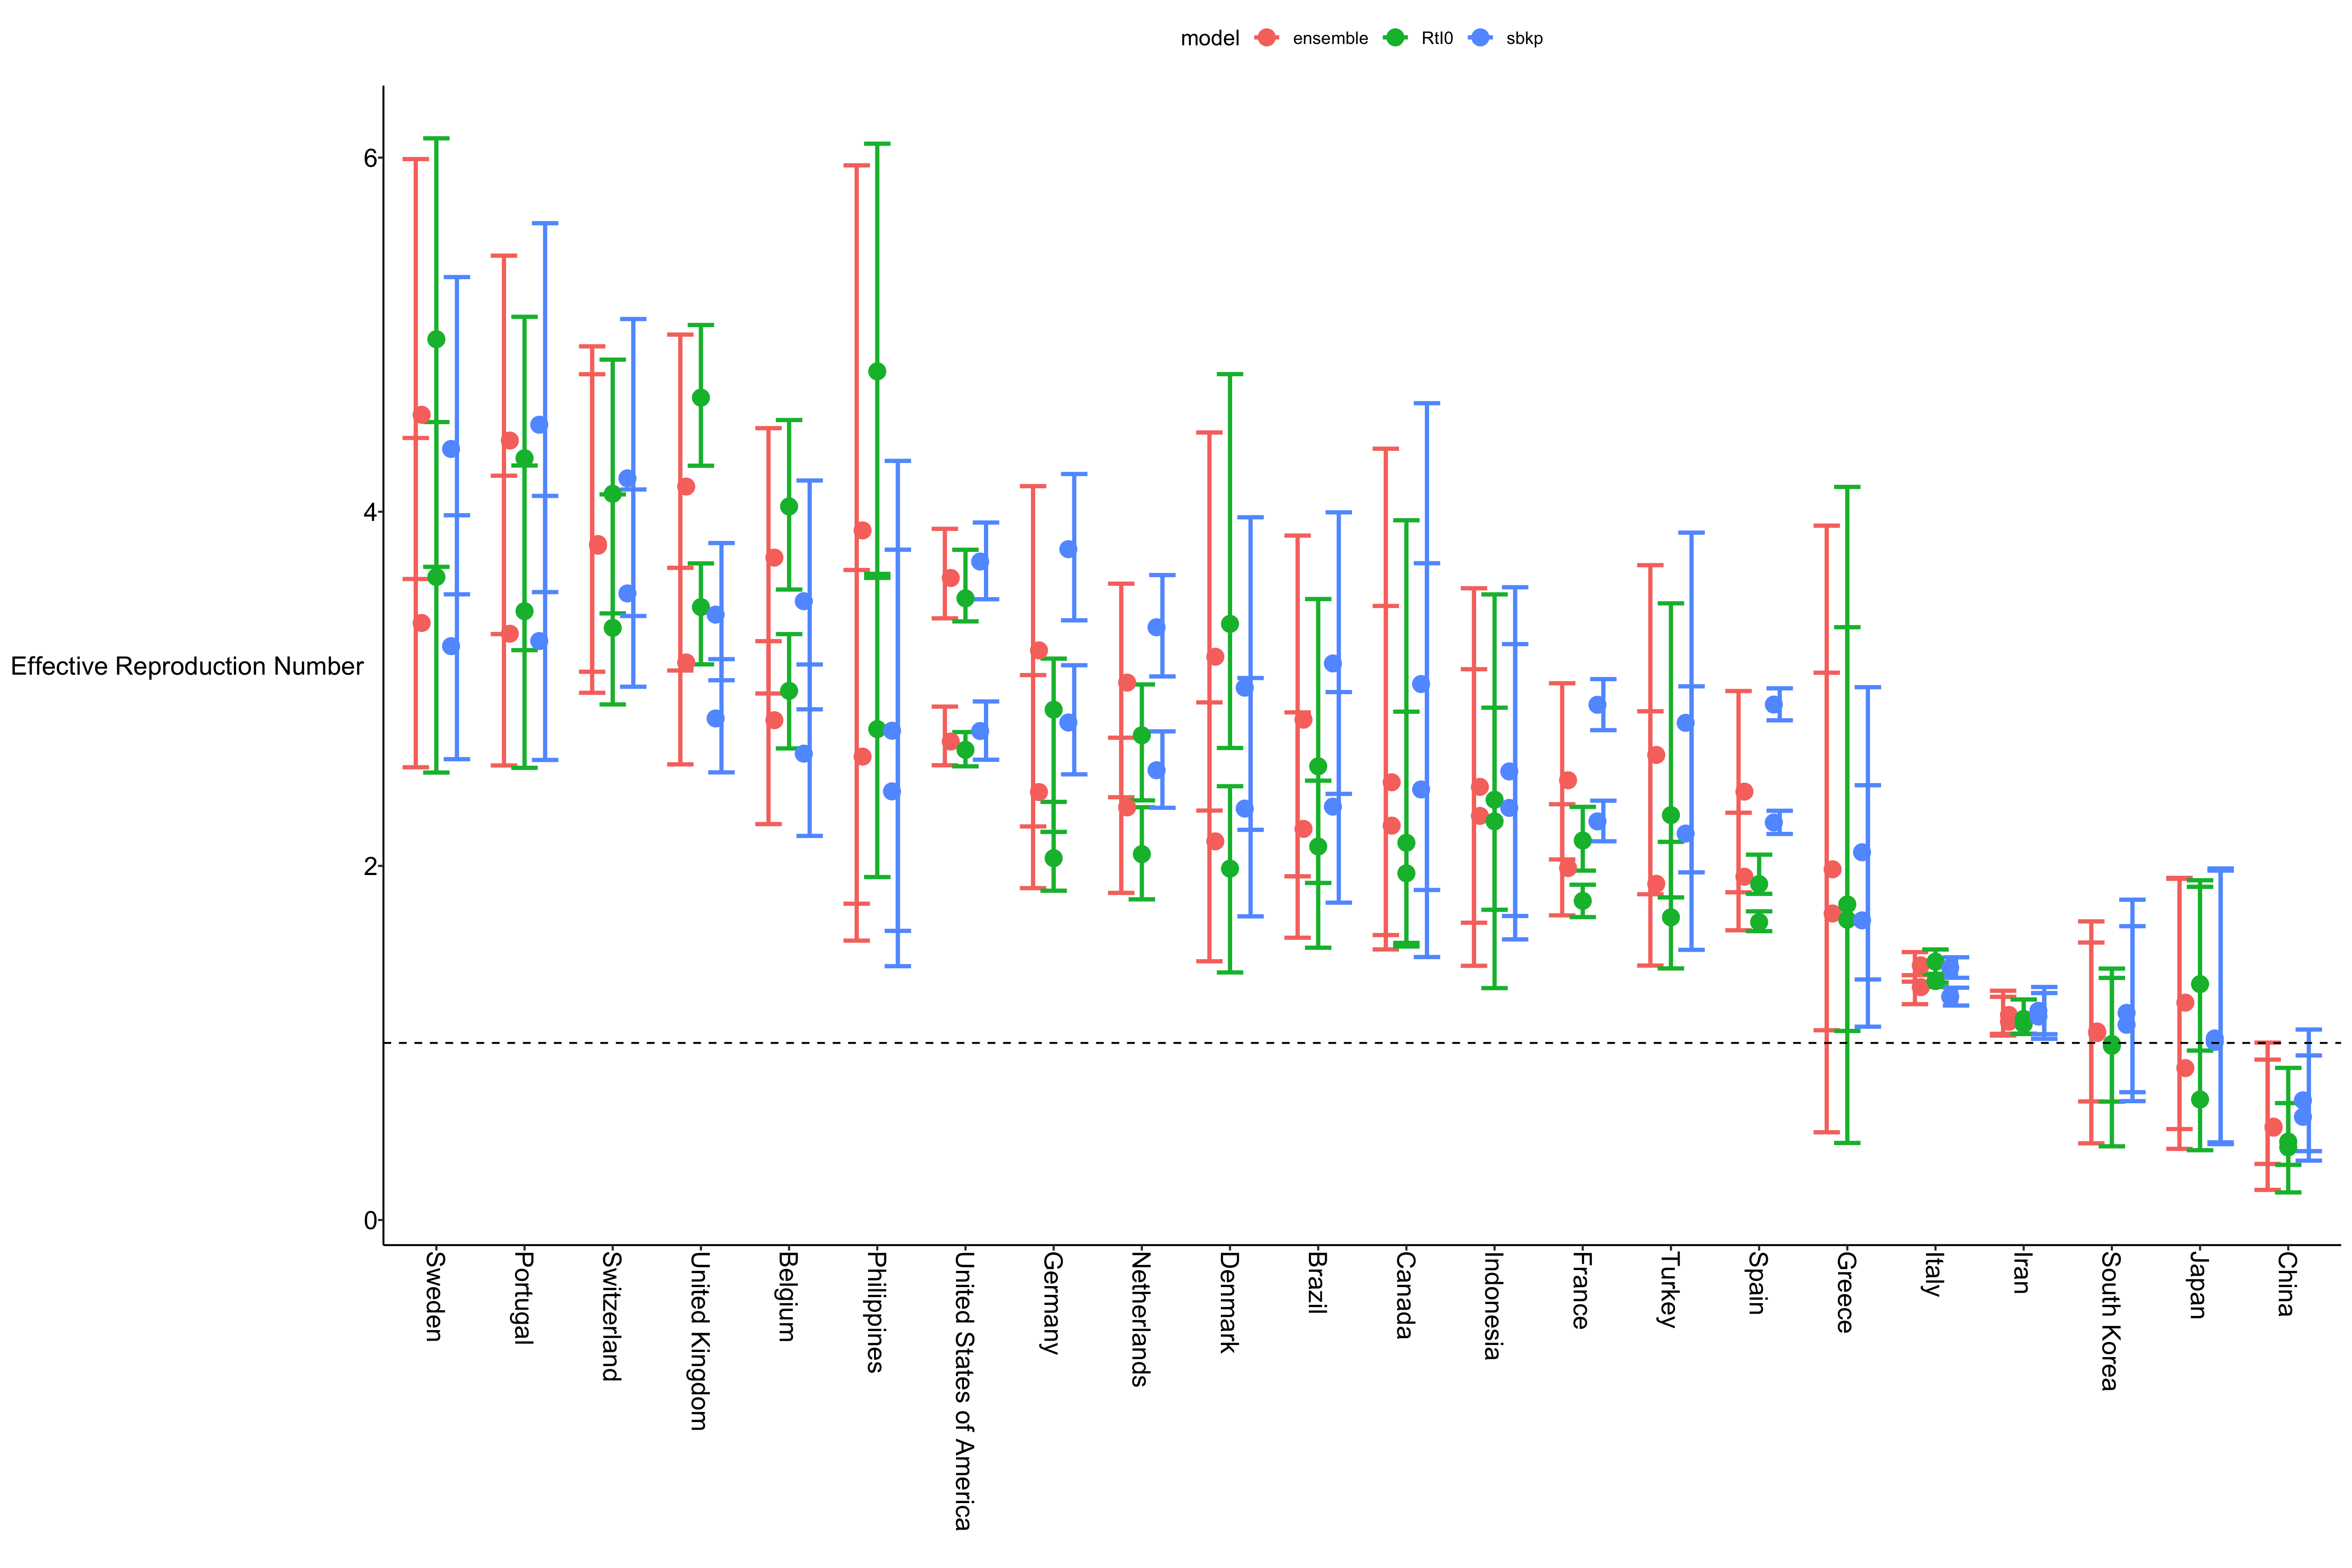 model ensemble RtI0 sbkp
6
4
Effective Reproduction Number
2
0
Sweden
Portugal
Switzerland
United Kingdom
Belgium
Philippines
United States of America
Germany
Netherlands
Denmark
Brazil
Canada
Indonesia
France
Turkey
Spain
Greece
Italy
Iran
South Korea
Japan
China